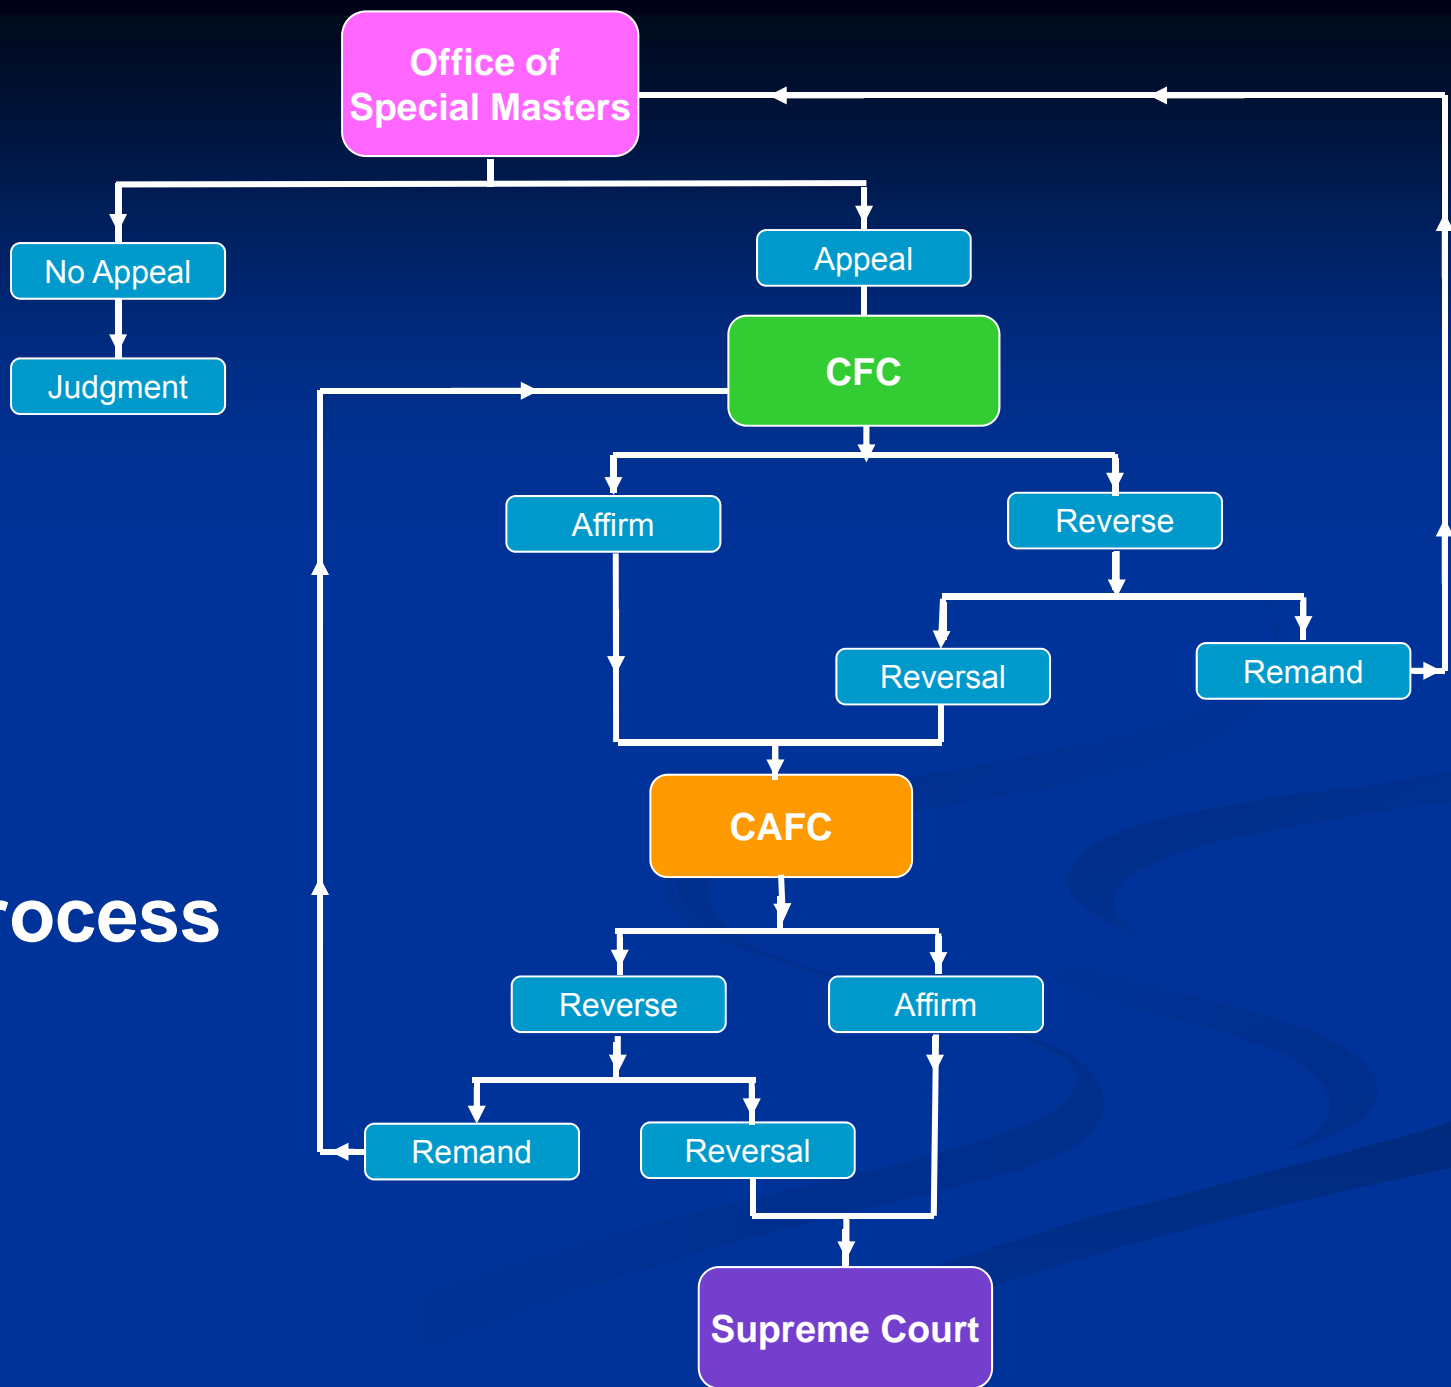 Office of
Special Masters
No Appeal
Appeal
Judgment
CFC
Affirm
Reverse
Reversal
Remand
CAFC
rocess
Reverse
Affirm
Remand
Reversal
Supreme Court